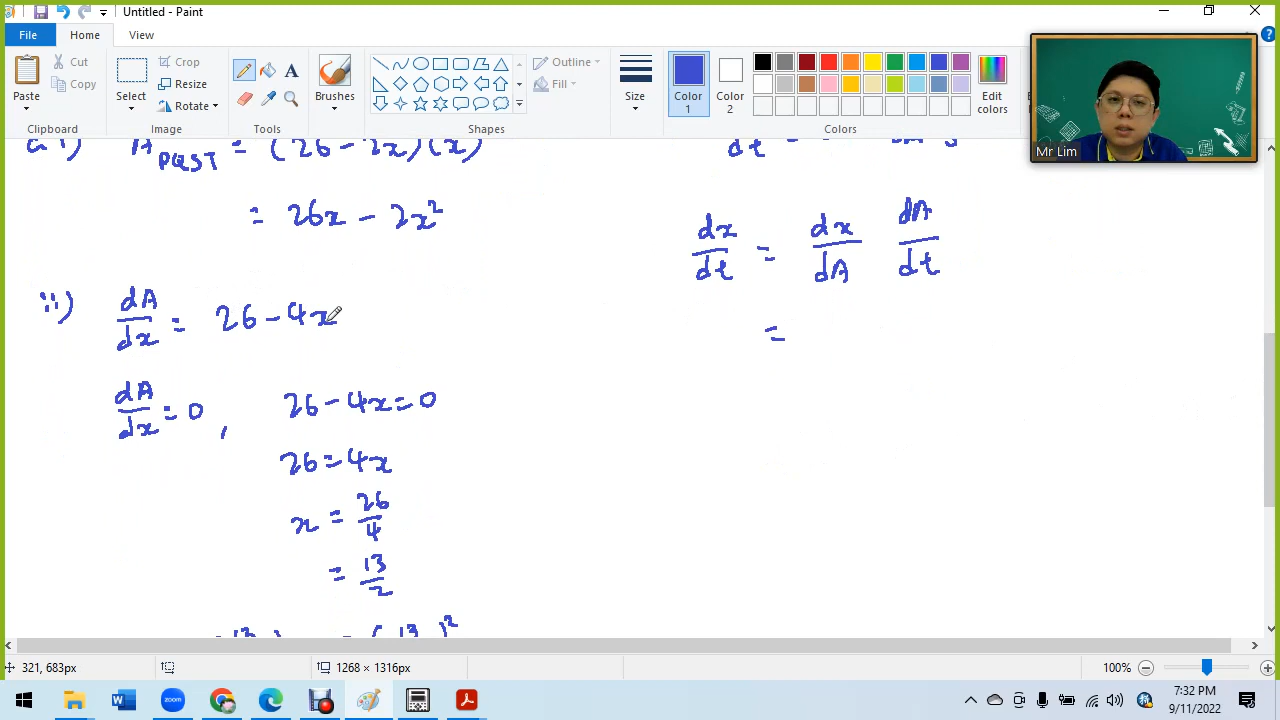 Untitled - Paint
File Home View
Paste
Cut
Copy
Clipboard
Select
Crop
Resize
Rotate
Image
Tools
Brushes
Shapes
Outline
Fill
Size
Color 1
Color 2
Colors
Edit colors
Mr Lim
A PQST = (26 - 2x)(x)
= 26x - 2x²
ii) dA/dx = 26 - 4x
dA/dx = 0, 26 - 4x = 0
26 = 4x
x = 26/4
= 13/2
dx/dt = dx/dA dA/dt
=
321, 683px
1268 × 1316px
100%
zoom
7:32 PM
9/11/2022